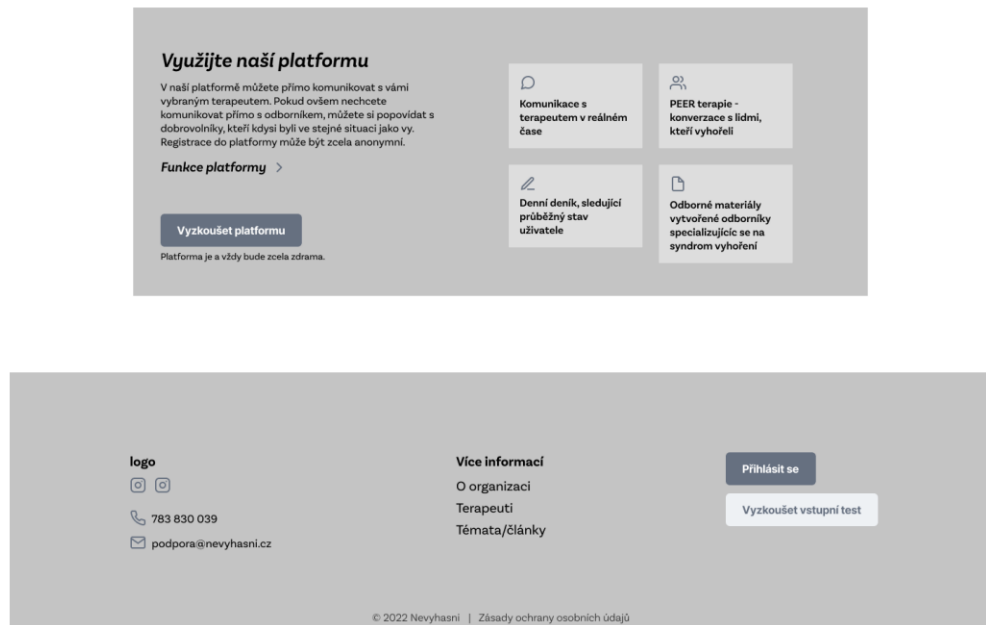 Využijte naší platformu
V naší platformě můžete přímo komunikovat s vámi
vybraným terapeutem. Pokud ovšem nechcete
komunikovat přímo s odborníkem, můžete si popovídat s
dobrovolníky, kteří kdysi byli ve stejné situaci jako vy.
Registrace do platformy může být zcela anonymní.
Funkce platformy
Vyzkoušet platformu
Platforma je a vždy bude zcela zdrama.
Komunikace s
terapeutem v reálném
čase
PEER terapie -
konverzace s lidmi,
kteří vyhořeli
Denní deník, sledující
průběžný stav
uživatele
Odborné materiály
vytvořené odborníky
specializujícíc se na
syndrom vyhoření
logo
783 830 039
podpora@nevyhasni.cz
Více informací
O organizaci
Terapeuti
Témata/články
Přihlásit se
Vyzkoušet vstupní test
© 2022 Nevyhasni | Zásady ochrany osobních údajů